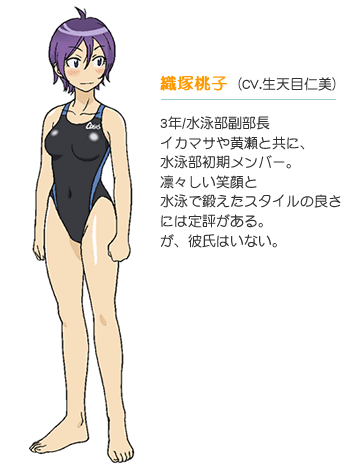 織塚桃子 (CV.生天目仁美)
3年/水泳部副部長
イカマサや黄瀬と共に、
水泳部初期メンバー。
凛々しい笑顔と
水泳で鍛えたスタイルの良さ
には定評がある。
が、彼氏はいない。